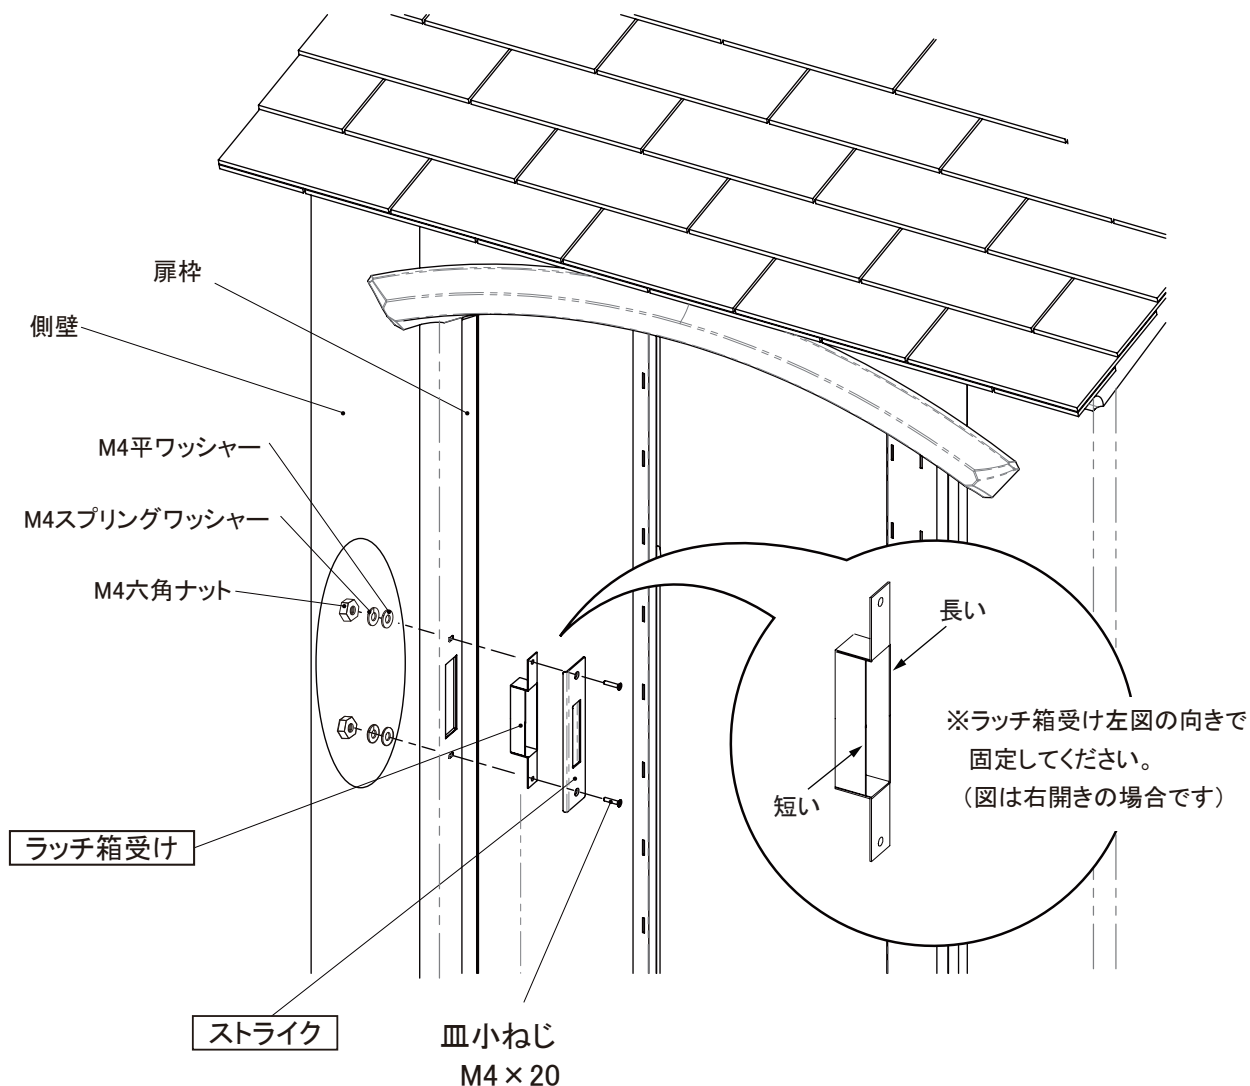 扉枠
側壁
M4平ワッシャー
M4スプリングワッシャー
M4六角ナット
長い
※ラッチ箱受け左図の向きで
固定してください。
（図は右開きの場合です）
短い
ラッチ箱受け
ストライク
皿小ねじ
M4×20